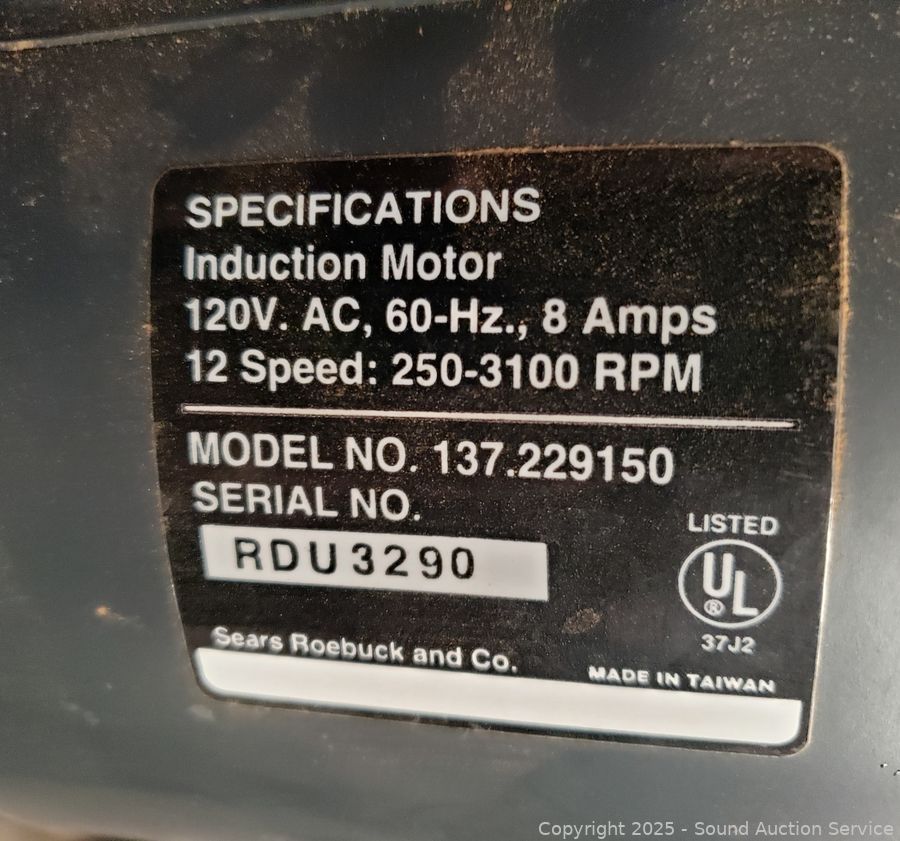 SPECIFICATIONS
Induction Motor
120V. AC, 60-Hz., 8 Amps
12 Speed: 250-3100 RPM
MODEL NO. 137.229150
SERIAL NO.
RDU3290
LISTED
UL
®
37J2
Sears Roebuck and Co.
MADE IN TAIWAN
Copyright 2025 - Sound Auction Service